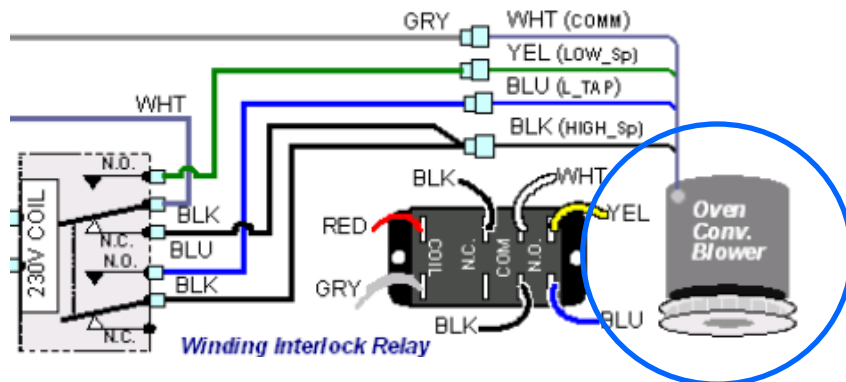 GRY WHT (COMM)
YEL (LOW_Sp)
BLU (L_TAP)
WHT
BLK (HIGH_Sp)
N.O.
BLK
N.C.
BLU
N.O.
BLK
N.C.
230V COIL
BLK WHT
RED YEL
COIL N.C. COM N.O.
GRY
BLK BLU
Oven
Conv.
Blower
Winding Interlock Relay